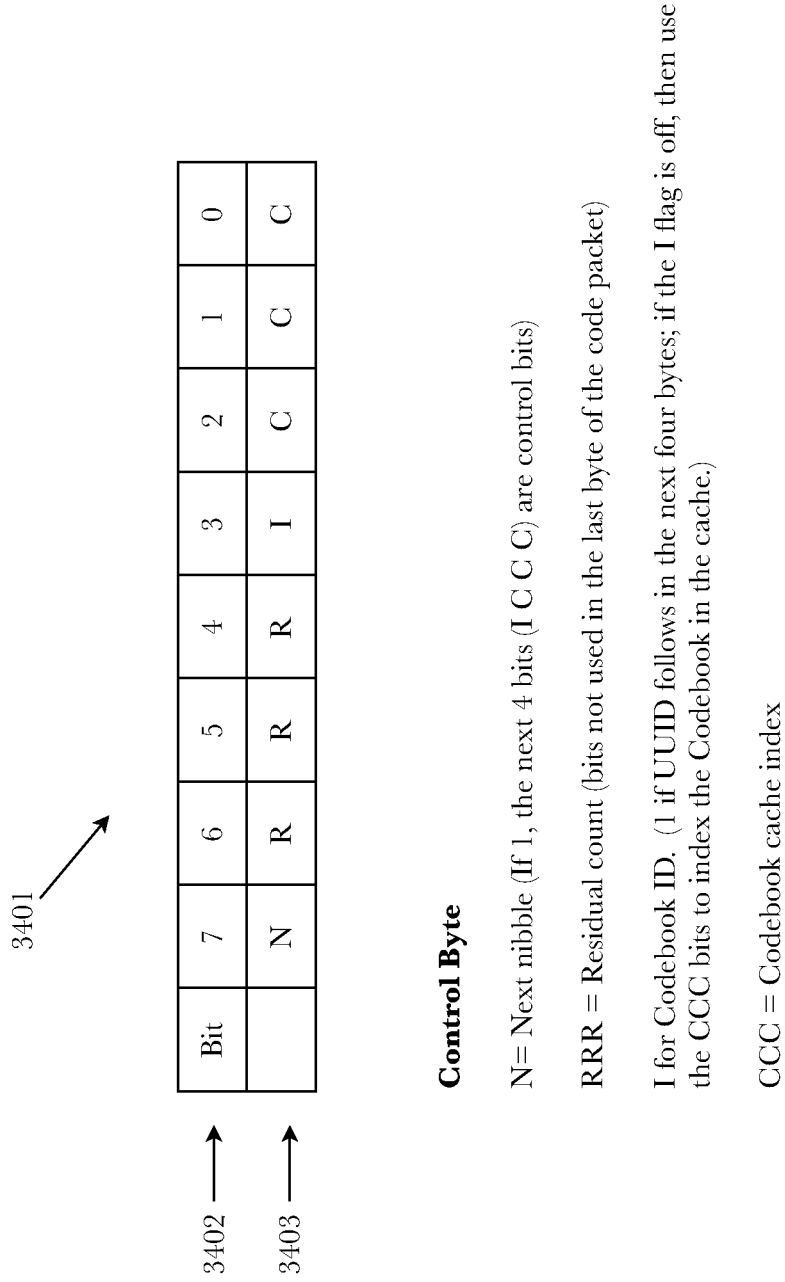 3401
3402 Bit 7 6 5 4 3 2 1 0
3403 N R R R I C C C
Control Byte
N= Next nibble (If 1, the next 4 bits (I C C C) are control bits)
RRR = Residual count (bits not used in the last byte of the code packet)
I for Codebook ID. (1 if UUID follows in the next four bytes; if the I flag is off, then use
the CCC bits to index the Codebook in the cache.)
CCC = Codebook cache index